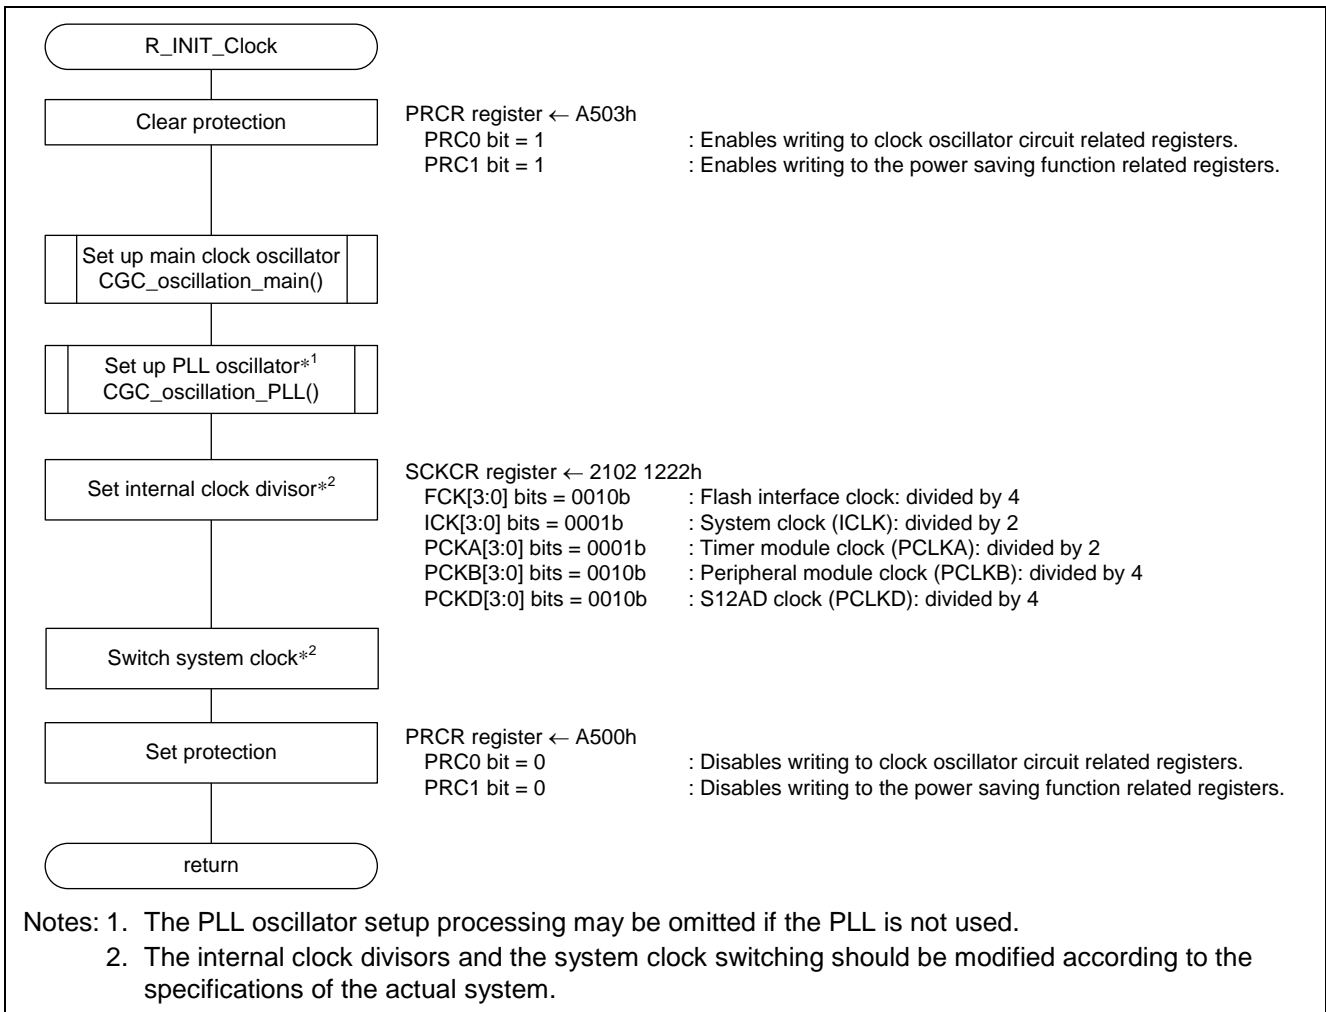 R_INIT_Clock
Clear protection
PRCR register ← A503h
PRC0 bit = 1 : Enables writing to clock oscillator circuit related registers.
PRC1 bit = 1 : Enables writing to the power saving function related registers.
Set up main clock oscillator
CGC_oscillation_main()
Set up PLL oscillator*1
CGC_oscillation_PLL()
Set internal clock divisor*2
SCKCR register ← 2102 1222h
FCK[3:0] bits = 0010b : Flash interface clock: divided by 4
ICK[3:0] bits = 0001b : System clock (ICLK): divided by 2
PCKA[3:0] bits = 0001b : Timer module clock (PCLKA): divided by 2
PCKB[3:0] bits = 0010b : Peripheral module clock (PCLKB): divided by 4
PCKD[3:0] bits = 0010b : S12AD clock (PCLKD): divided by 4
Switch system clock*2
Set protection
PRCR register ← A500h
PRC0 bit = 0 : Disables writing to clock oscillator circuit related registers.
PRC1 bit = 0 : Disables writing to the power saving function related registers.
return
Notes: 1. The PLL oscillator setup processing may be omitted if the PLL is not used.
2. The internal clock divisors and the system clock switching should be modified according to the
specifications of the actual system.